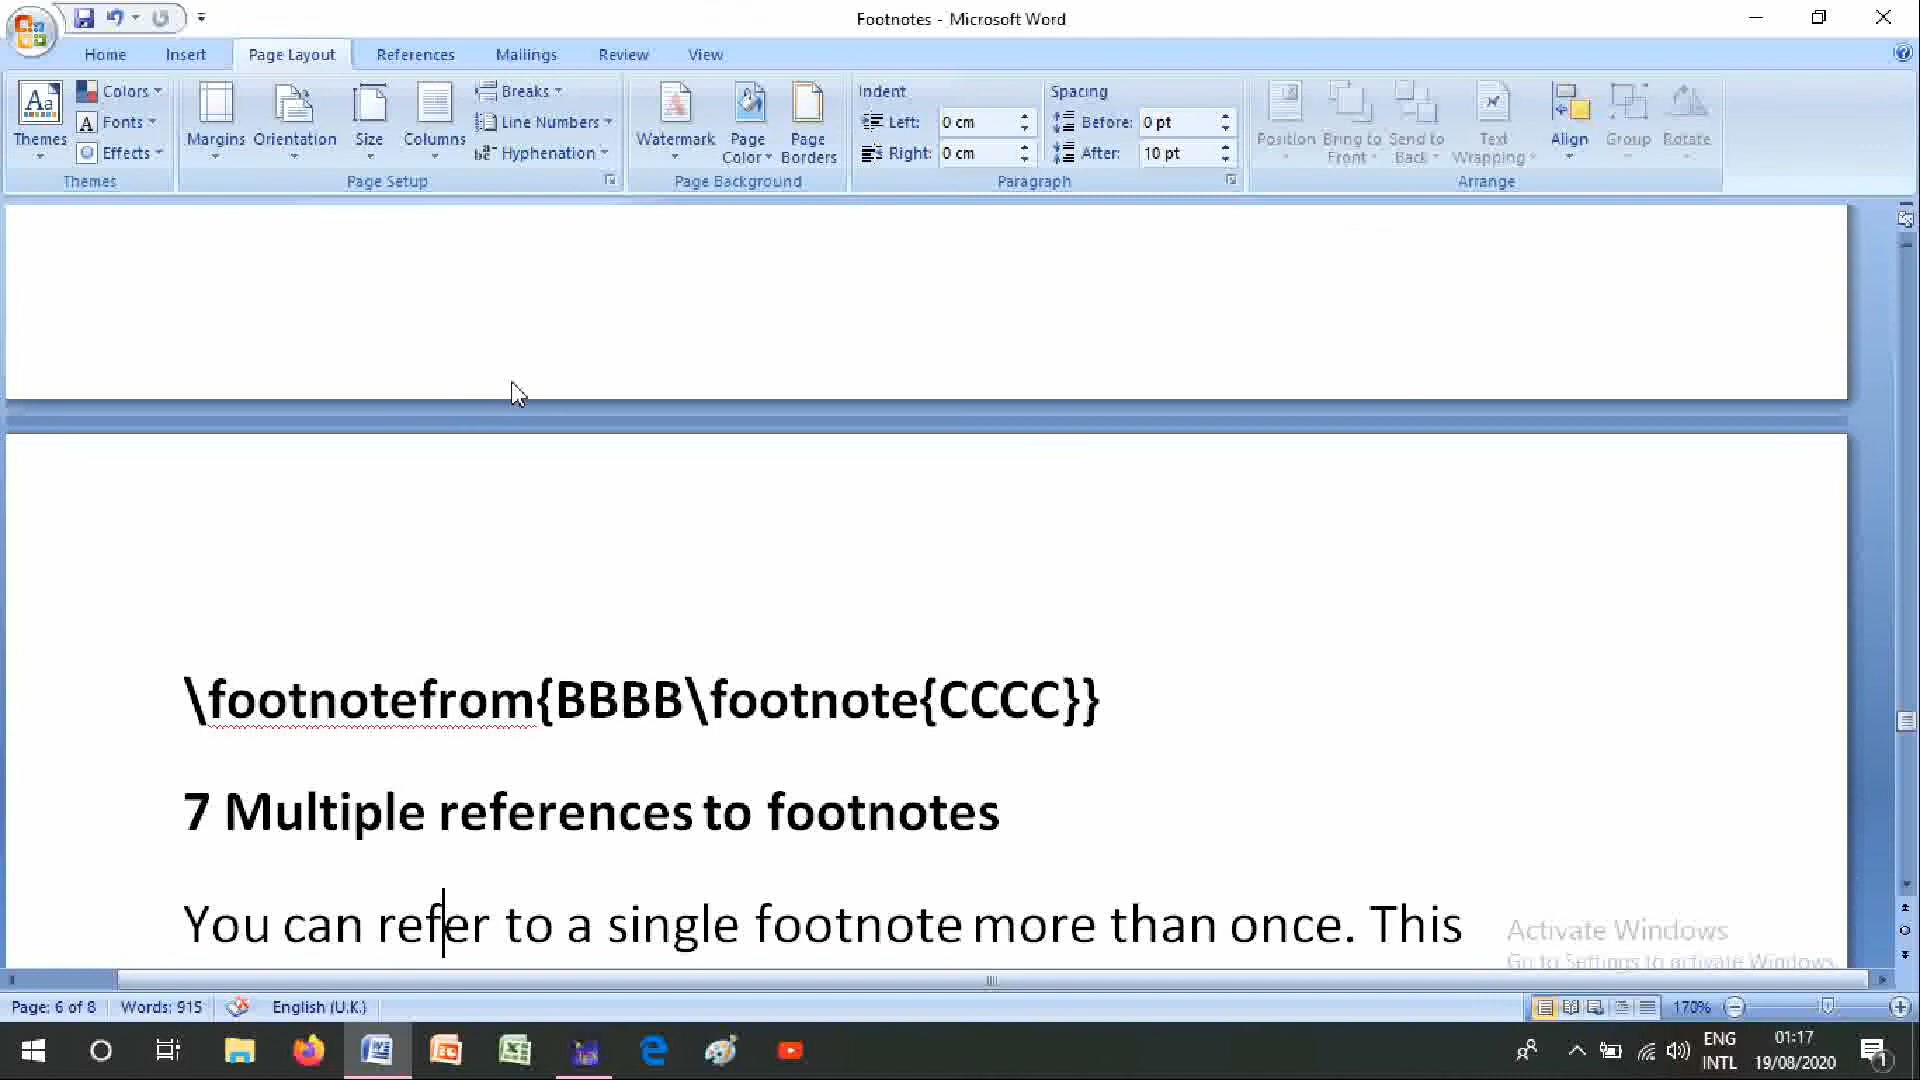 Footnotes - Microsoft Word
Home Insert Page Layout References Mailings Review View
Colors Breaks Indent Spacing
Aa
A Fonts Line Numbers Left: 0 cm Before: 0 pt
Themes Margins Orientation Size Columns Watermark Page Color Page Borders Position Bring to Front Send to Back Text Wrapping Align Group Rotate
Effects Hyphenation Right: 0 cm After: 10 pt
Themes Page Setup Page Background Paragraph Arrange
\footnotefrom{BBBB\footnote{CCCC}}
7 Multiple references to footnotes
You can refer to a single footnote more than once. This
Activate Windows
Go to Settings to activate Windows.
Page: 6 of 8 Words: 915 English (U.K.) 170%
ENG 01:17
INTL 19/08/2020 1